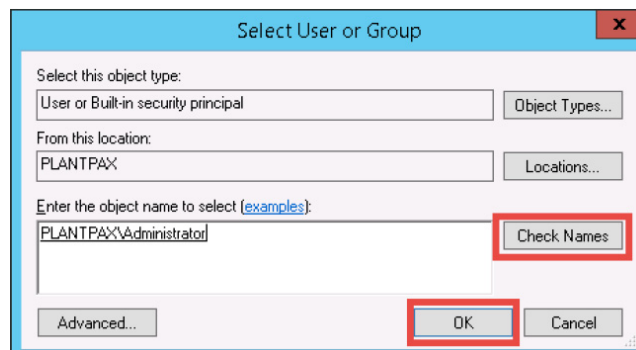 Select User or Group
x
Select this object type:
User or Built-in security principal
Object Types...
From this location:
PLANTPAX
Locations...
Enter the object name to select (examples):
PLANTPAX\Administrator
Check Names
Advanced...
OK
Cancel